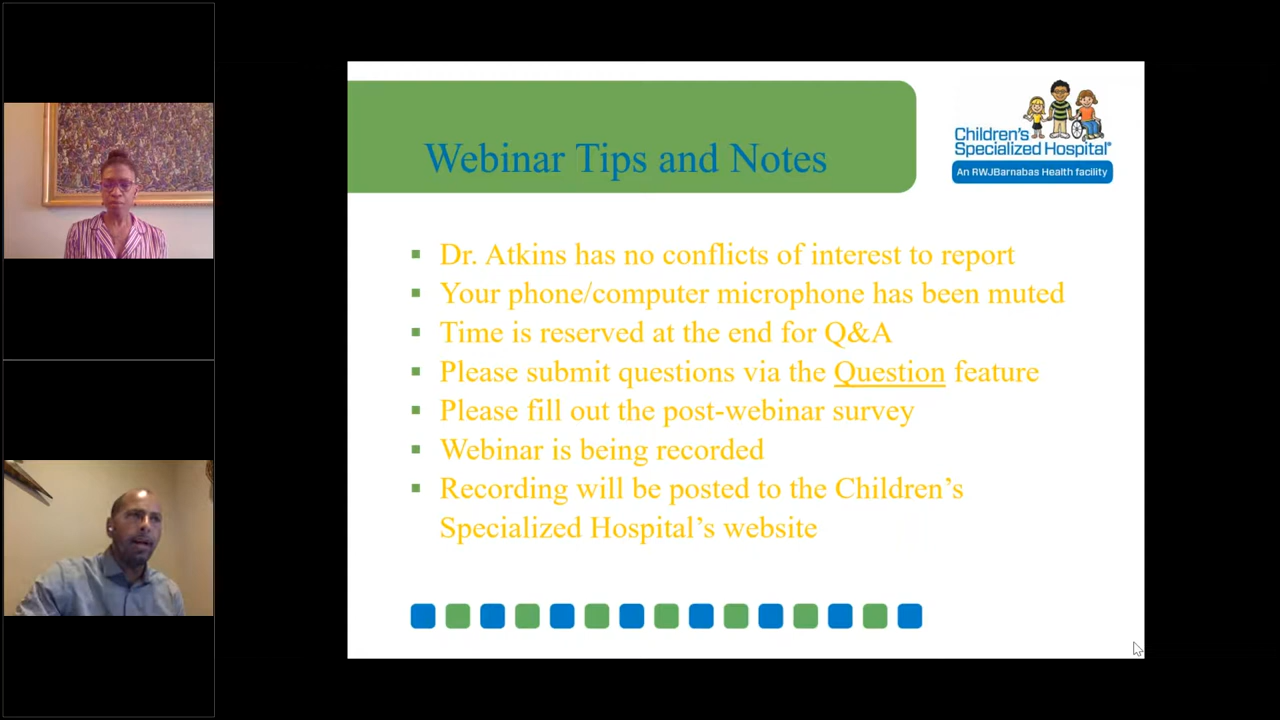 Webinar Tips and Notes
Children's
Specialized Hospital®
An RWJBarnabas Health facility
Dr. Atkins has no conflicts of interest to report
Your phone/computer microphone has been muted
Time is reserved at the end for Q&A
Please submit questions via the Question feature
Please fill out the post-webinar survey
Webinar is being recorded
Recording will be posted to the Children’s
Specialized Hospital’s website